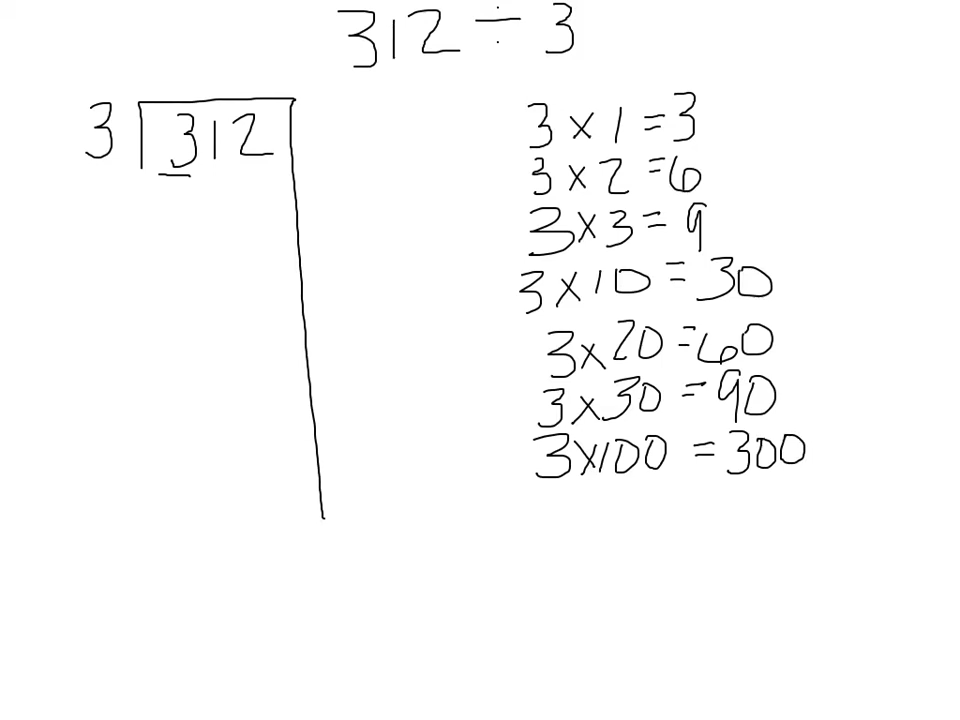 312 ÷ 3
3 312
3 × 1 = 3
3 × 2 = 6
3 × 3 = 9
3 × 10 = 30
3 × 20 = 60
3 × 30 = 90
3 × 100 = 300